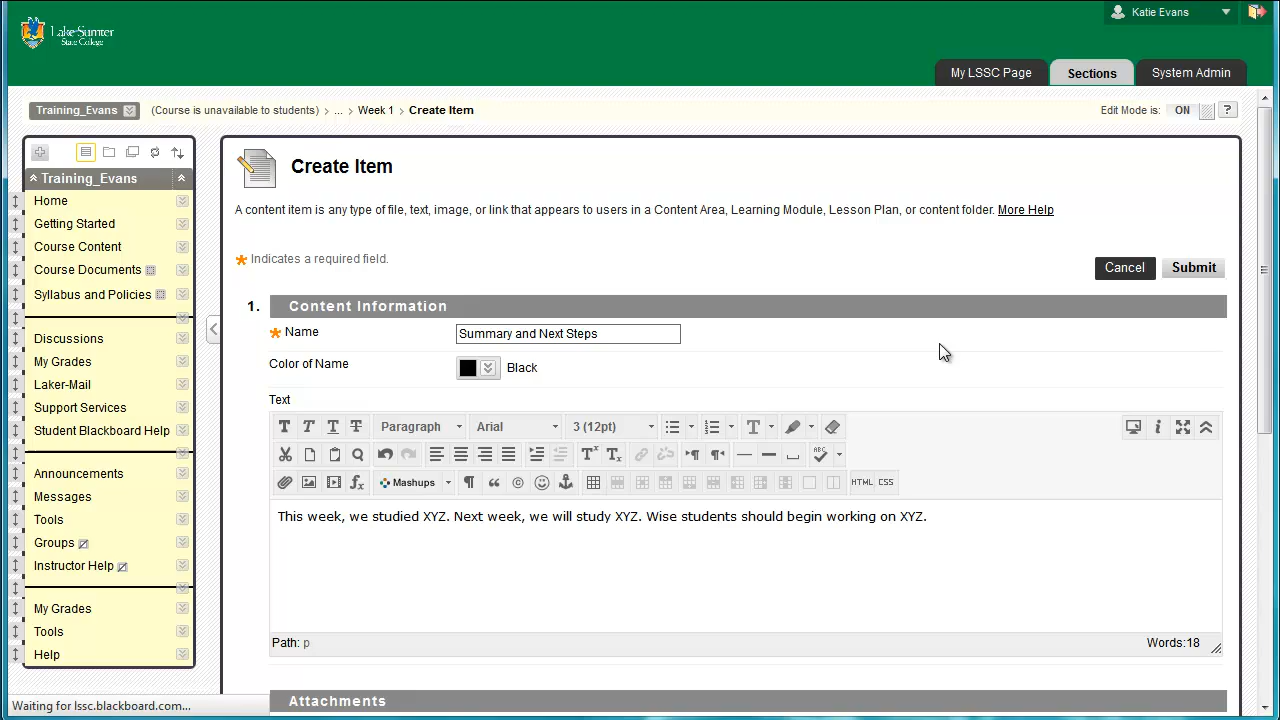 Lake-Sumter
State College
Katie Evans
My LSSC Page
Sections
System Admin
Training_Evans
(Course is unavailable to students) > ... > Week 1 > Create Item
Edit Mode is: ON ?
Training_Evans
Home
Getting Started
Course Content
Course Documents
Syllabus and Policies
Discussions
My Grades
Laker-Mail
Support Services
Student Blackboard Help
Announcements
Messages
Tools
Groups
Instructor Help
My Grades
Tools
Help
Create Item
A content item is any type of file, text, image, or link that appears to users in a Content Area, Learning Module, Lesson Plan, or content folder. More Help
Indicates a required field.
Cancel Submit
1. Content Information
Name Summary and Next Steps
Color of Name Black
Text
T T T T Paragraph Arial 3 (12pt) T
Tˣ Tₓ ABC
fx Mashups HTML CSS
This week, we studied XYZ. Next week, we will study XYZ. Wise students should begin working on XYZ.
Path: p Words:18
Attachments
Waiting for lssc.blackboard.com...